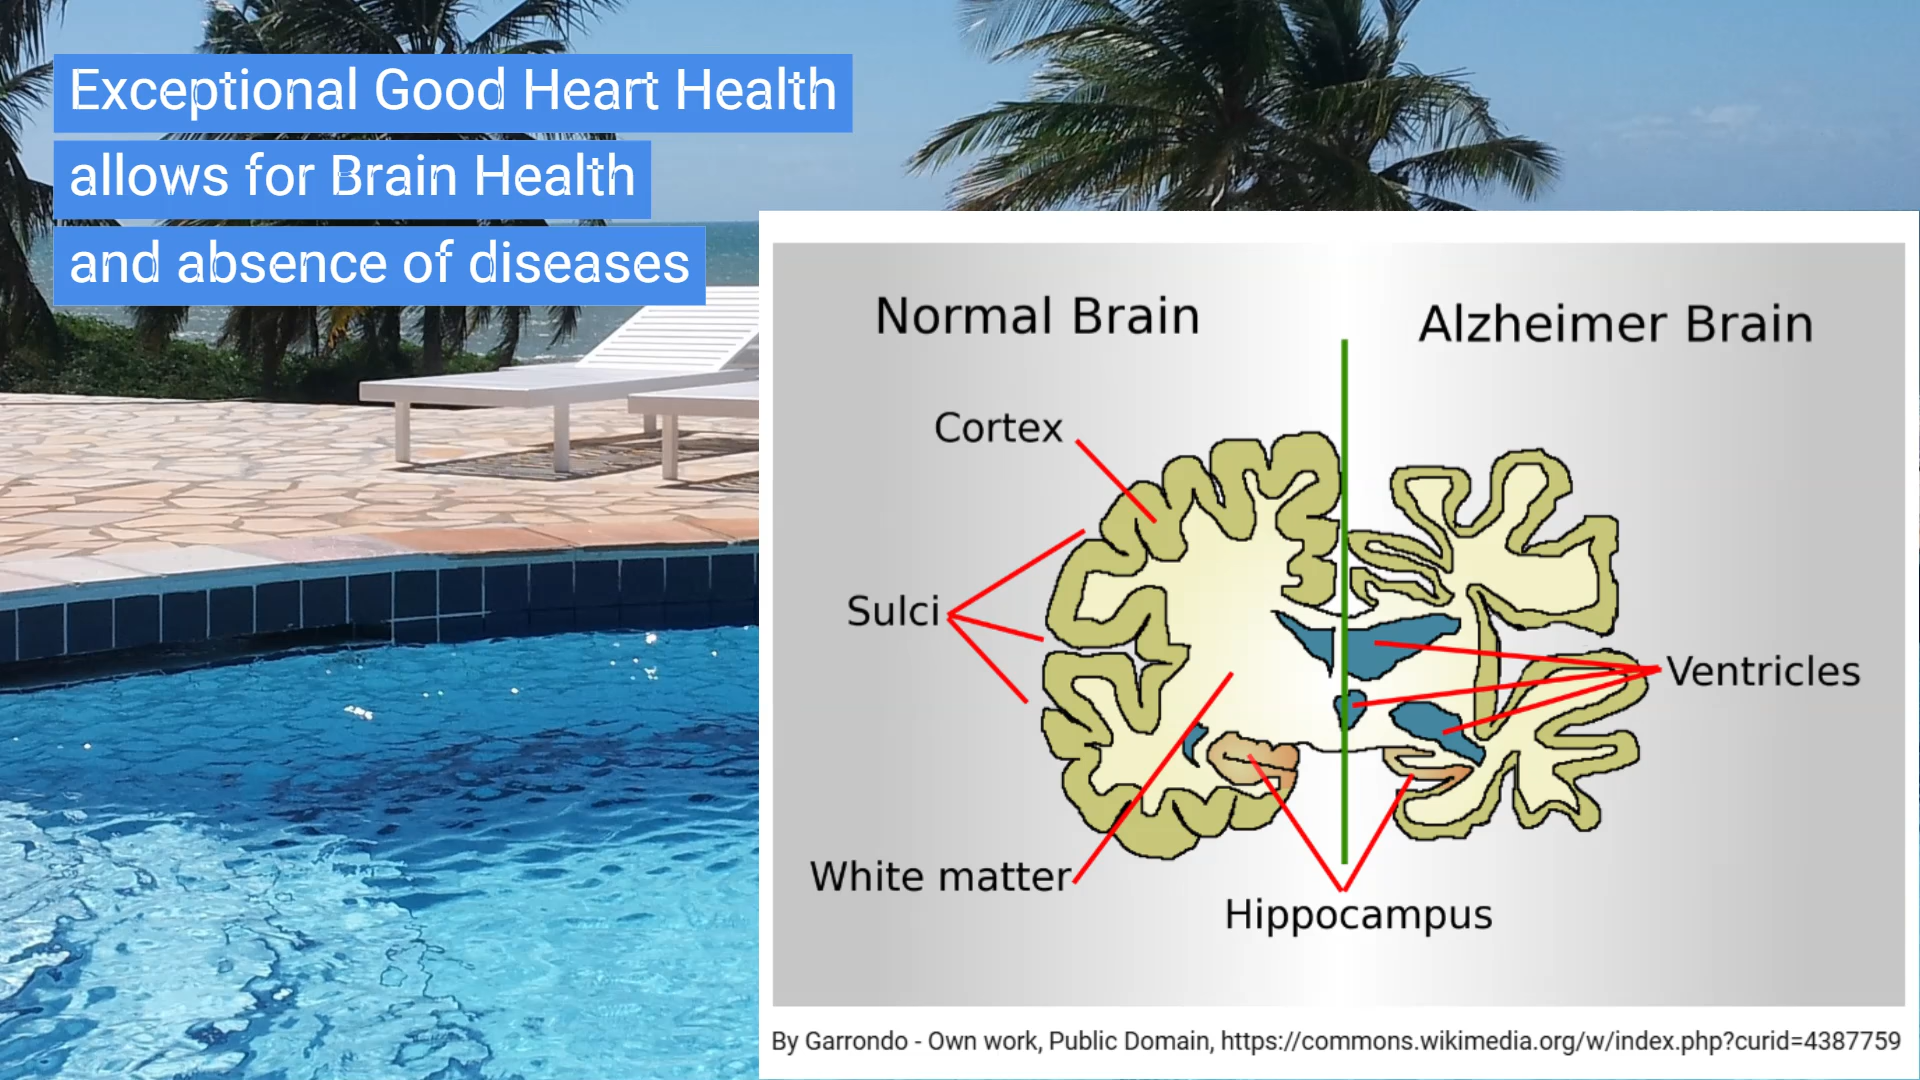 Exceptional Good Heart Health
allows for Brain Health
and absence of diseases
Normal Brain
Alzheimer Brain
Cortex
Sulci
Ventricles
White matter
Hippocampus
By Garrondo - Own work, Public Domain, https://commons.wikimedia.org/w/index.php?curid=4387759